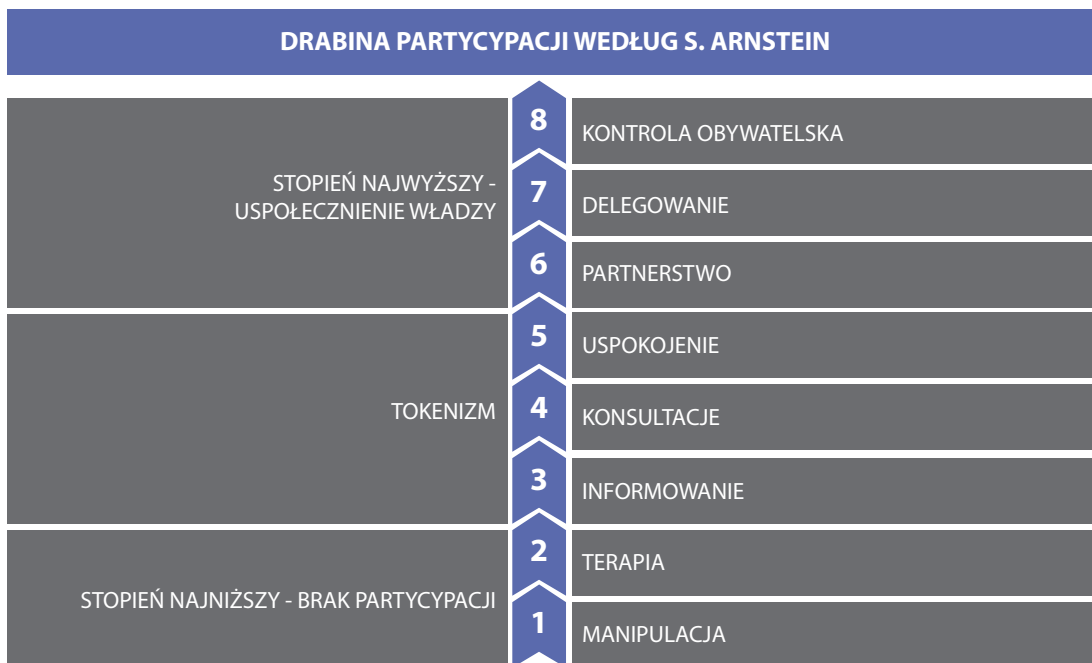 DRABINA PARTYCYPACJI WEDŁUG S. ARNSTEIN
STOPIEŃ NAJWYŻSZY -
USPOŁECZNIENIE WŁADZY
8
KONTROLA OBYWATELSKA
7
DELEGOWANIE
6
PARTNERSTWO
TOKENIZM
5
USPOKOJENIE
4
KONSULTACJE
3
INFORMOWANIE
STOPIEŃ NAJNIŻSZY - BRAK PARTYCYPACJI
2
TERAPIA
1
MANIPULACJA